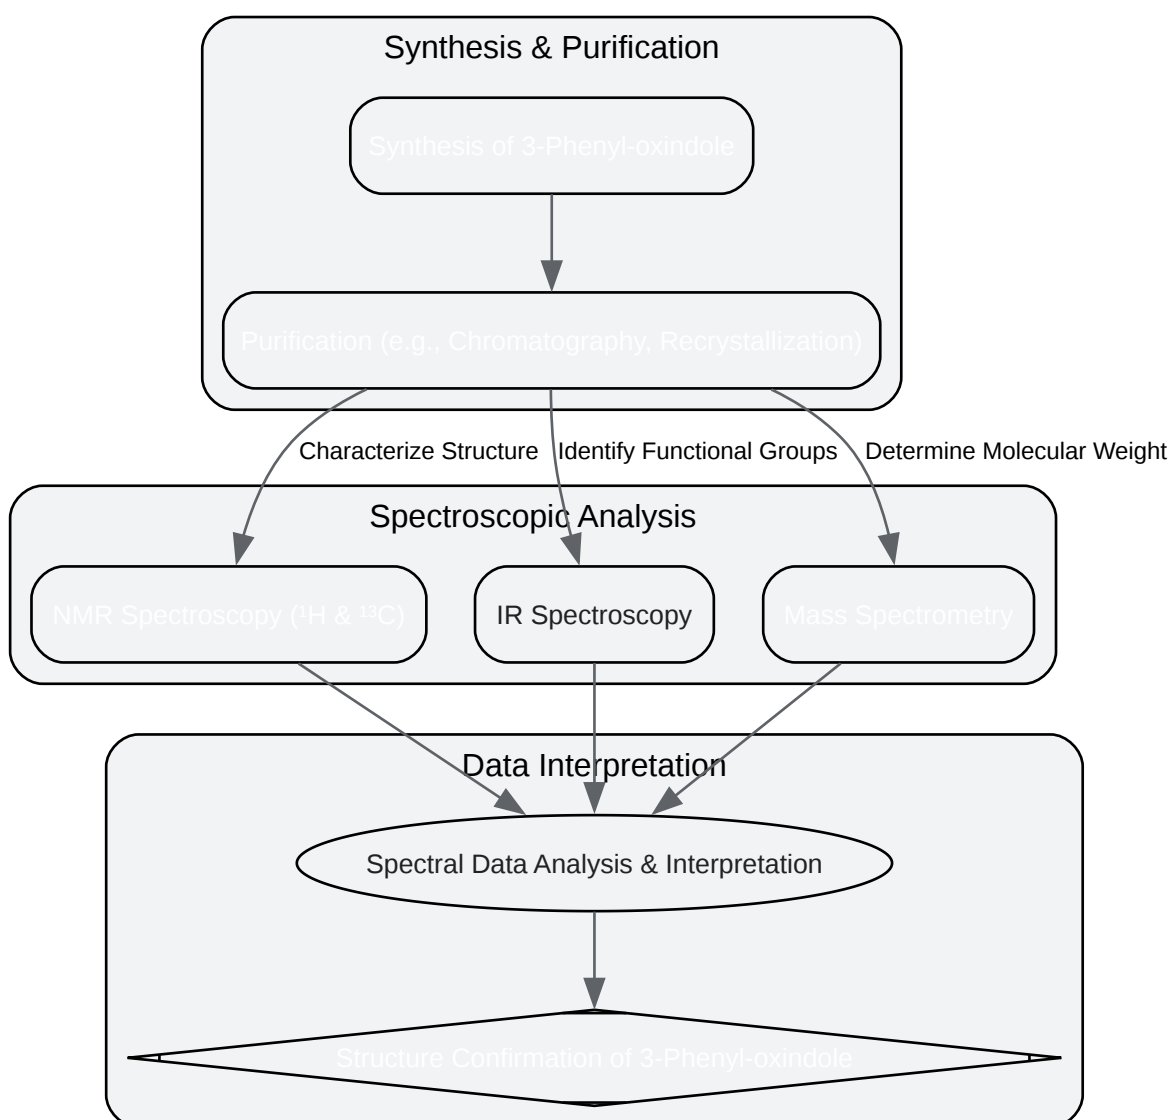 Synthesis & Purification
Synthesis of 3-Phenyl-oxindole
Purification (e.g., Chromatography, Recrystallization)
Characterize Structure
Identify Functional Groups
Determine Molecular Weight
Spectroscopic Analysis
NMR Spectroscopy (¹H & ¹³C)
IR Spectroscopy
Mass Spectrometry
Data Interpretation
Spectral Data Analysis & Interpretation
Structure Confirmation of 3-Phenyl-oxindole